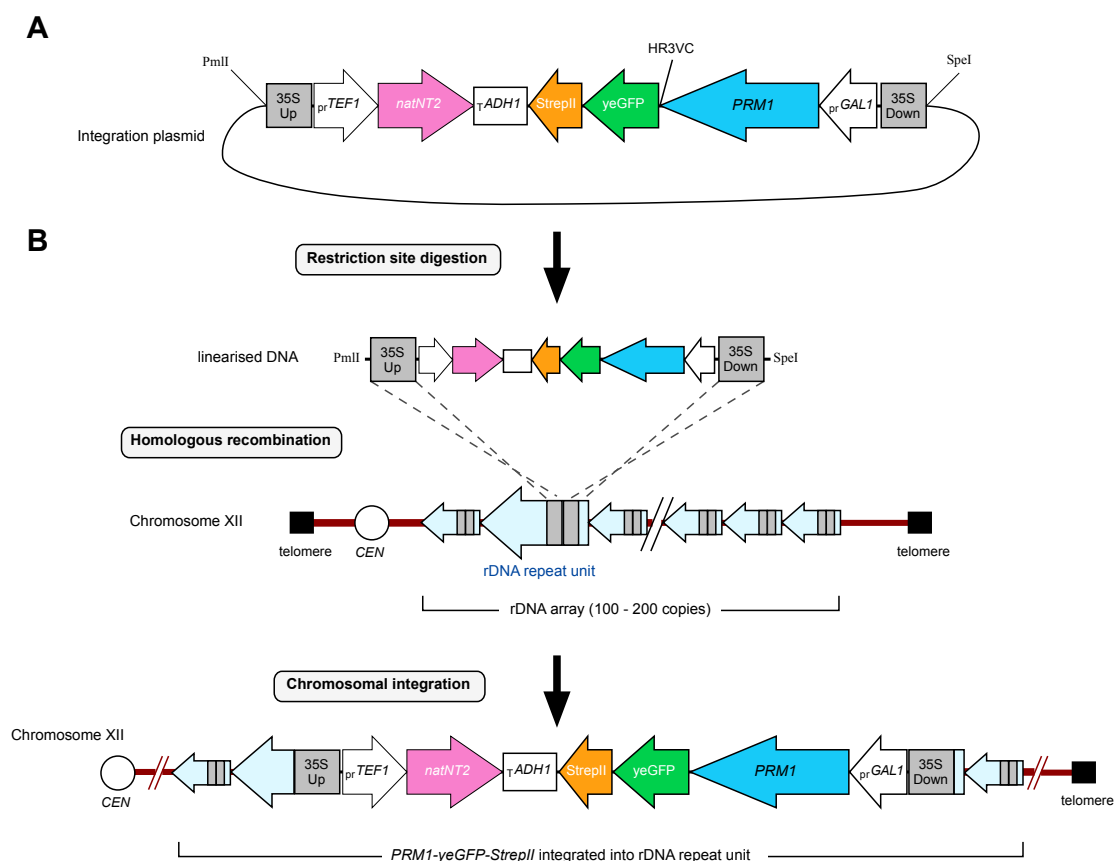 A
HR3VC
PmlI
SpeI
35S
Up
prTEF1
natNT2
TADH1
StrepII
yeGFP
PRM1
prGAL1
35S
Down
Integration plasmid
B
Restriction site digestion
linearised DNA
PmlI
35S
Up
35S
Down
SpeI
Homologous recombination
Chromosome XII
telomere
CEN
telomere
rDNA repeat unit
rDNA array (100 - 200 copies)
Chromosomal integration
Chromosome XII
35S
Up
prTEF1
natNT2
TADH1
StrepII
yeGFP
PRM1
prGAL1
35S
Down
CEN
telomere
PRM1-yeGFP-StrepII integrated into rDNA repeat unit